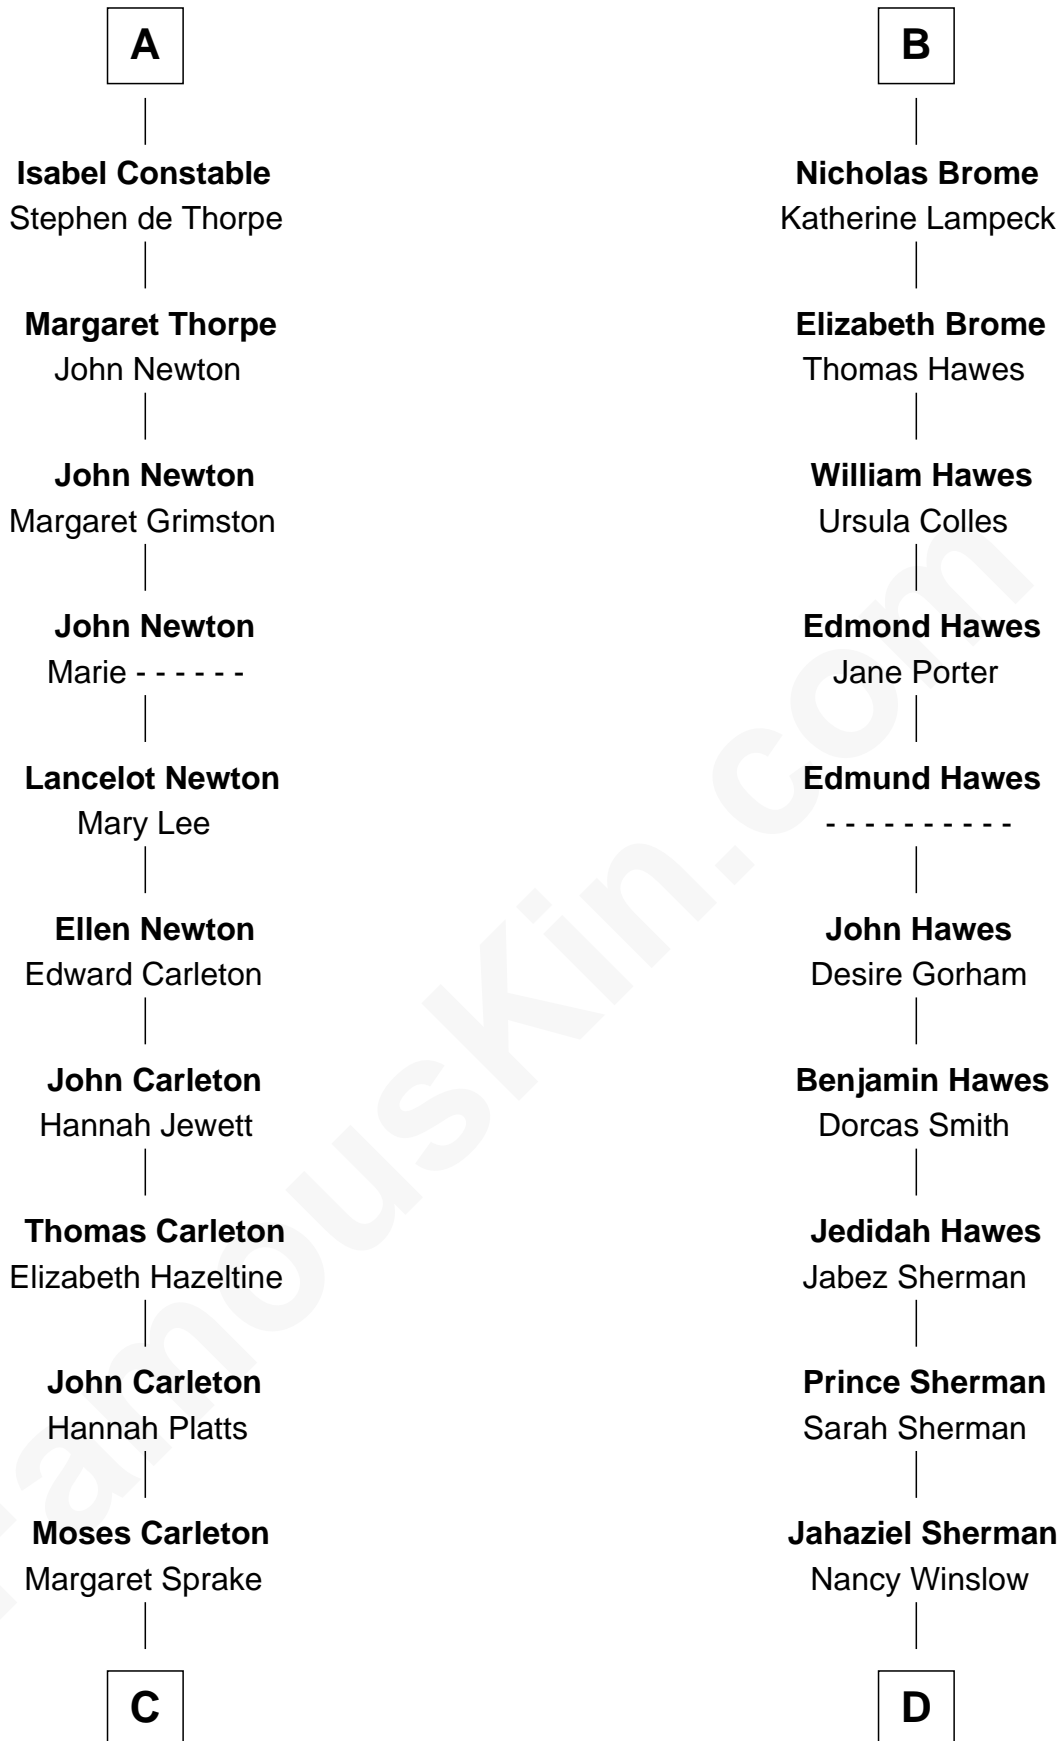 A
Isabel Constable
Stephen de Thorpe
Margaret Thorpe
John Newton
John Newton
Margaret Grimston
John Newton
Marie - - - - - -
Lancelot Newton
Mary Lee
Ellen Newton
Edward Carleton
John Carleton
Hannah Jewett
Thomas Carleton
Elizabeth Hazeltine
John Carleton
Hannah Platts
Moses Carleton
Margaret Sprake
C
B
Nicholas Brome
Katherine Lampeck
Elizabeth Brome
Thomas Hawes
William Hawes
Ursula Colles
Edmond Hawes
Jane Porter
Edmund Hawes
- - - - - - - - - -
John Hawes
Desire Gorham
Benjamin Hawes
Dorcas Smith
Jedidah Hawes
Jabez Sherman
Prince Sherman
Sarah Sherman
Jahaziel Sherman
Nancy Winslow
D
FamousKin.com